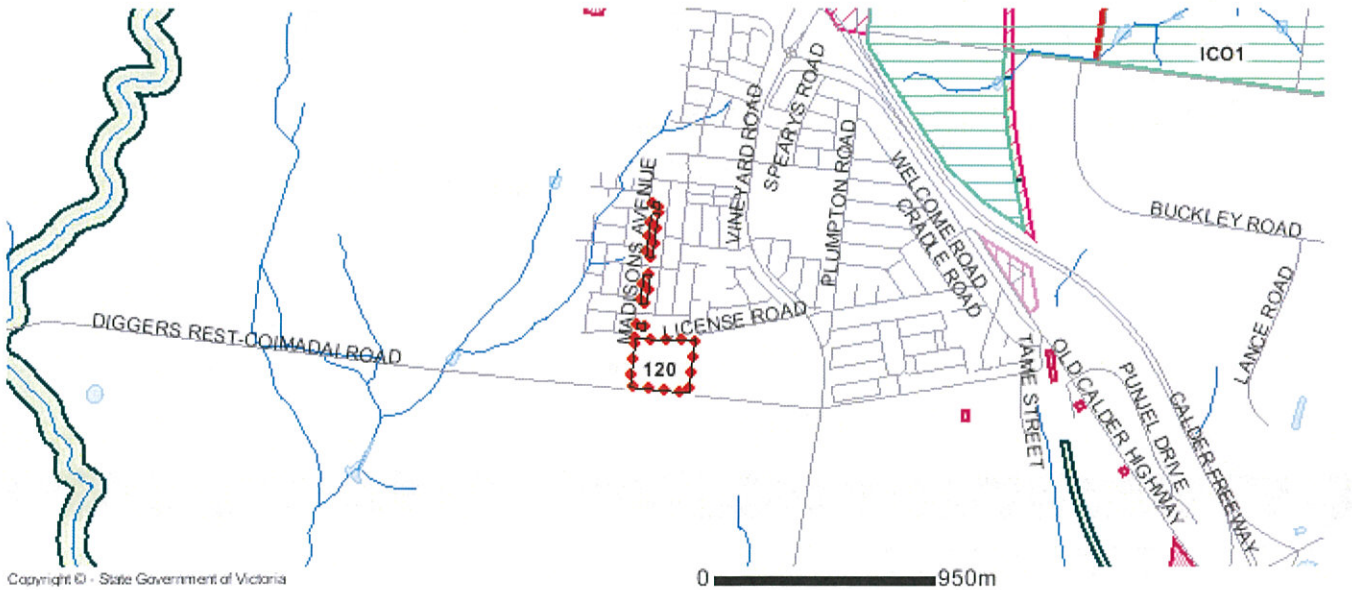 ICO1
VINEYARD ROAD
SPEARYS ROAD
PLUMPTON ROAD
WELCOME ROAD
CRADLE ROAD
BUCKLEY ROAD
MADISONS AVENUE
LICENSE ROAD
LANCE ROAD
DIGGERS REST-COIMADAI ROAD
120
TAME STREET
OLD CALDER HIGHWAY
PUNJEL DRIVE
CALDER FREEWAY
Copyright © - State Government of Victoria
0 950m